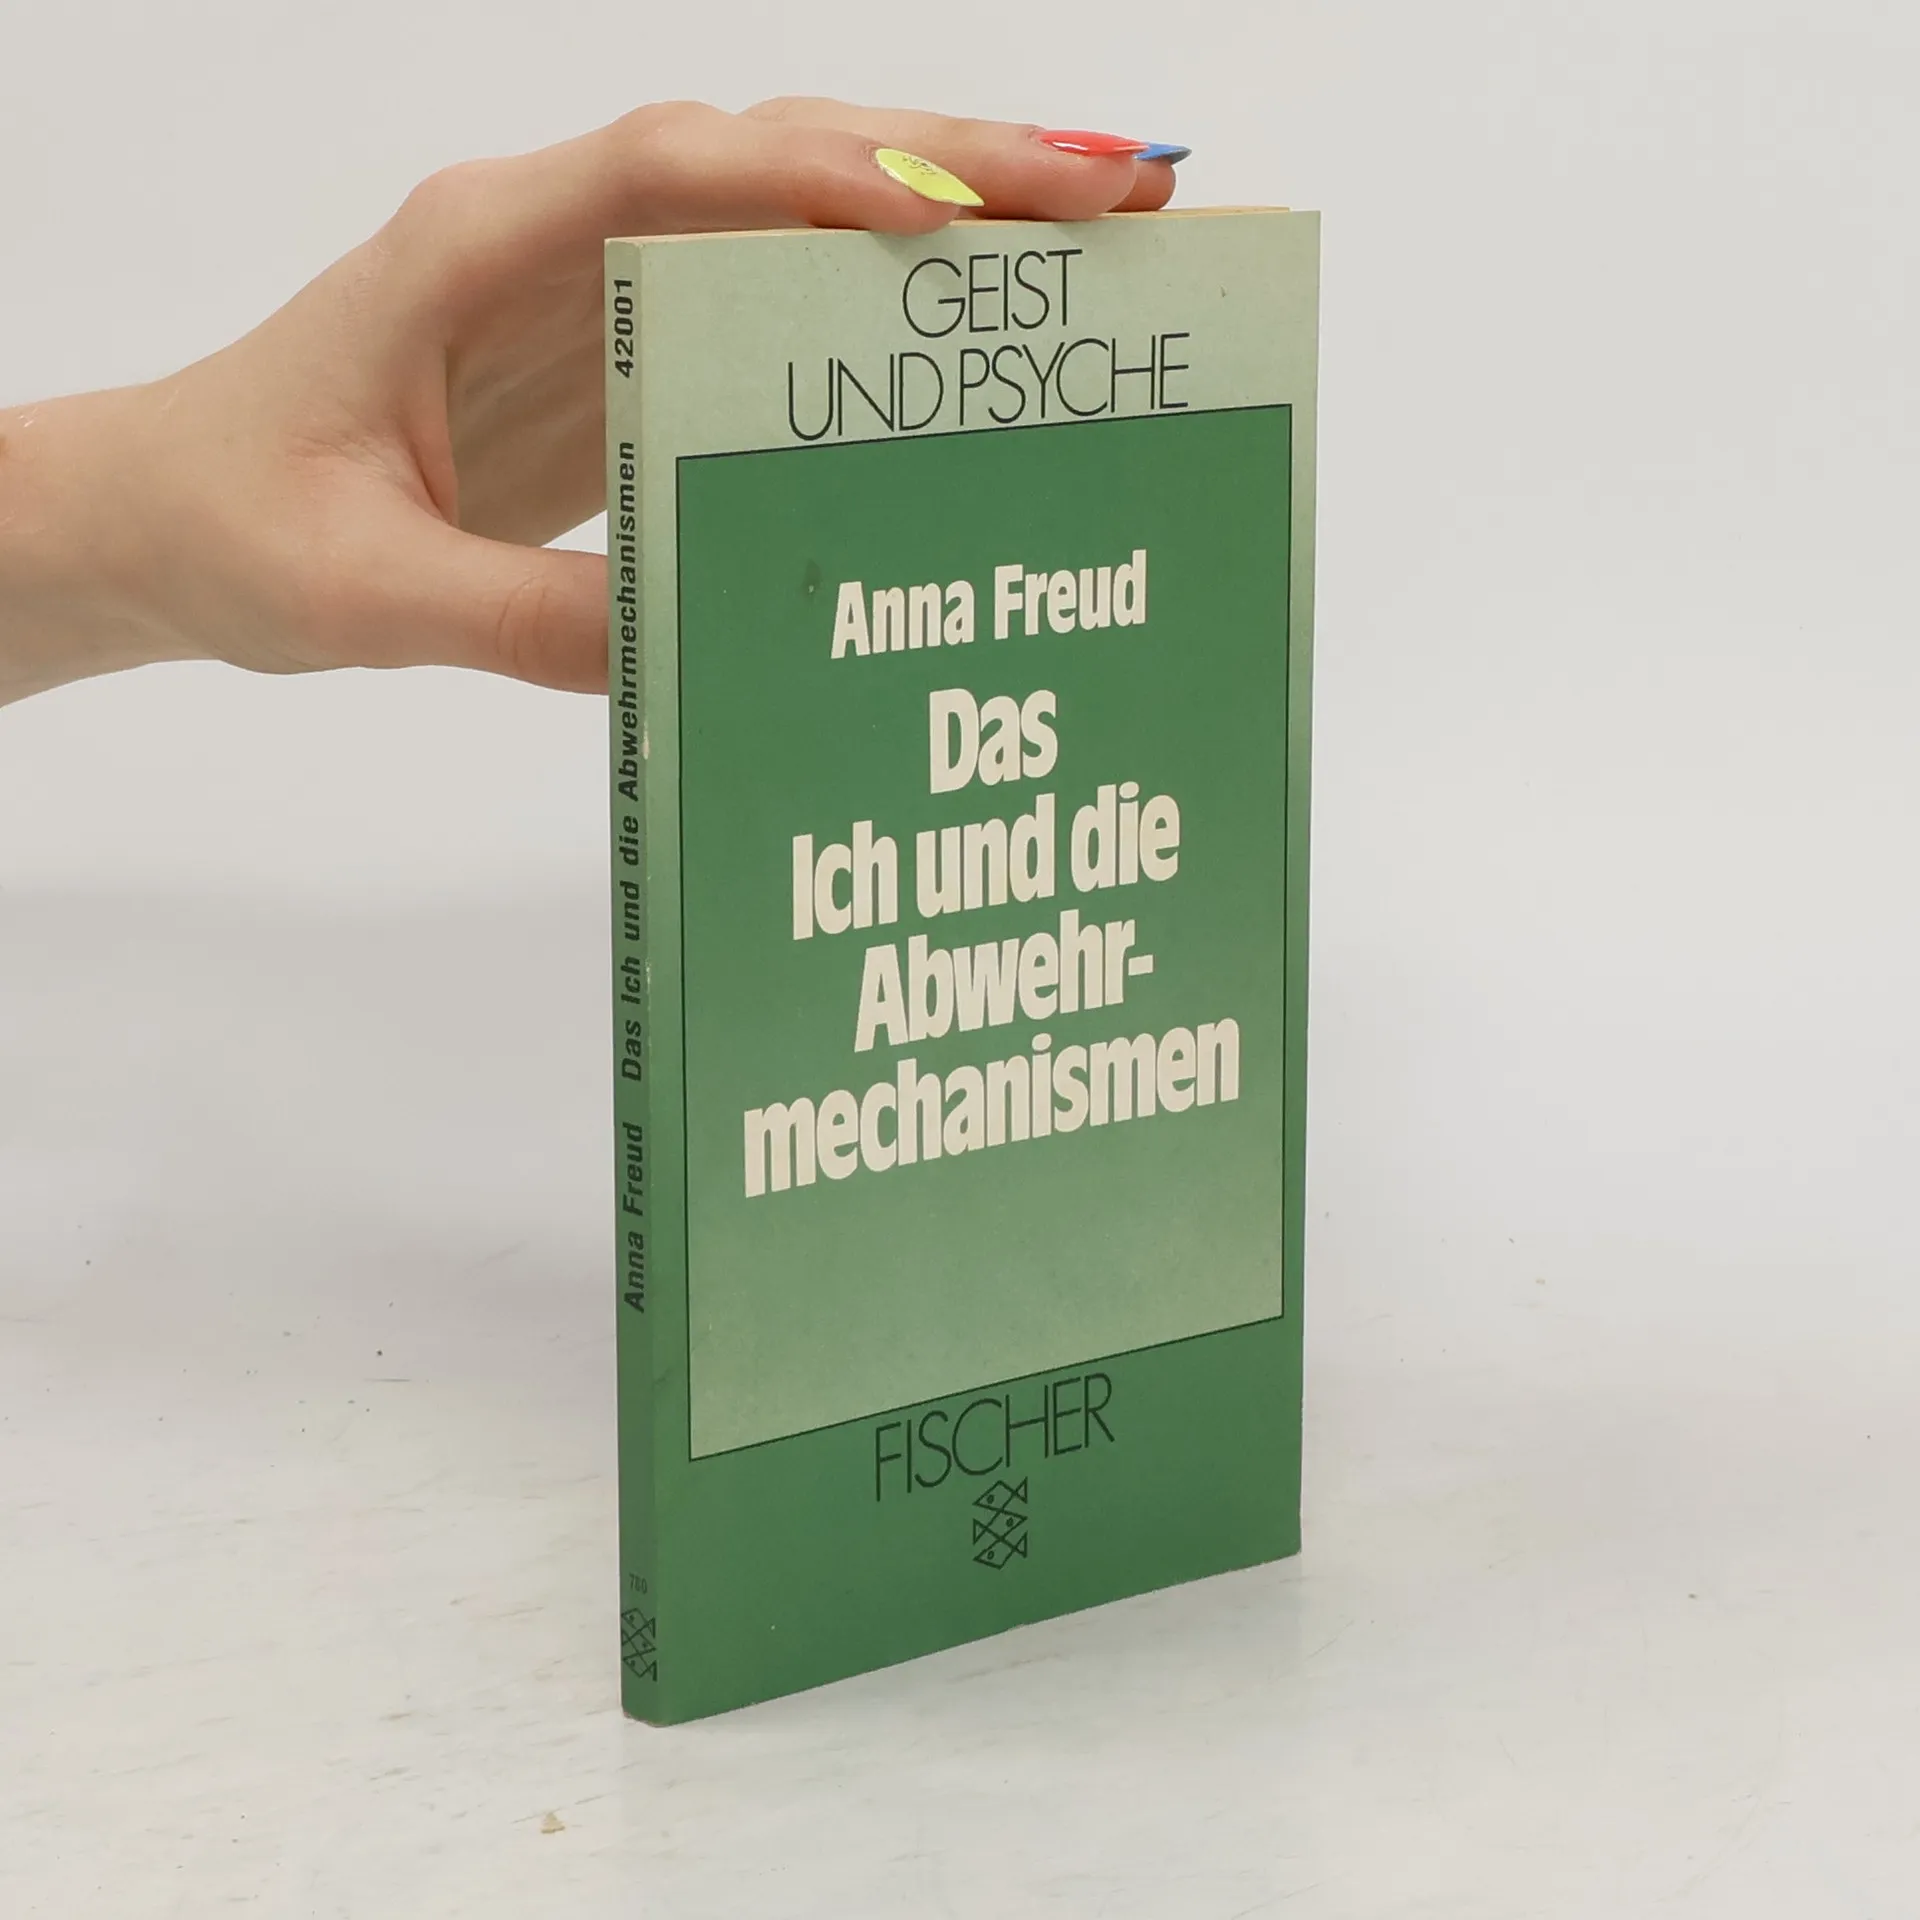 GEIST
UND PSYCHE
Anna Freud
Das
Ich und die
Abwehr-
mechanismen
FISCHER
Anna Freud Das Ich und die Abwehrmechanismen 42001
780